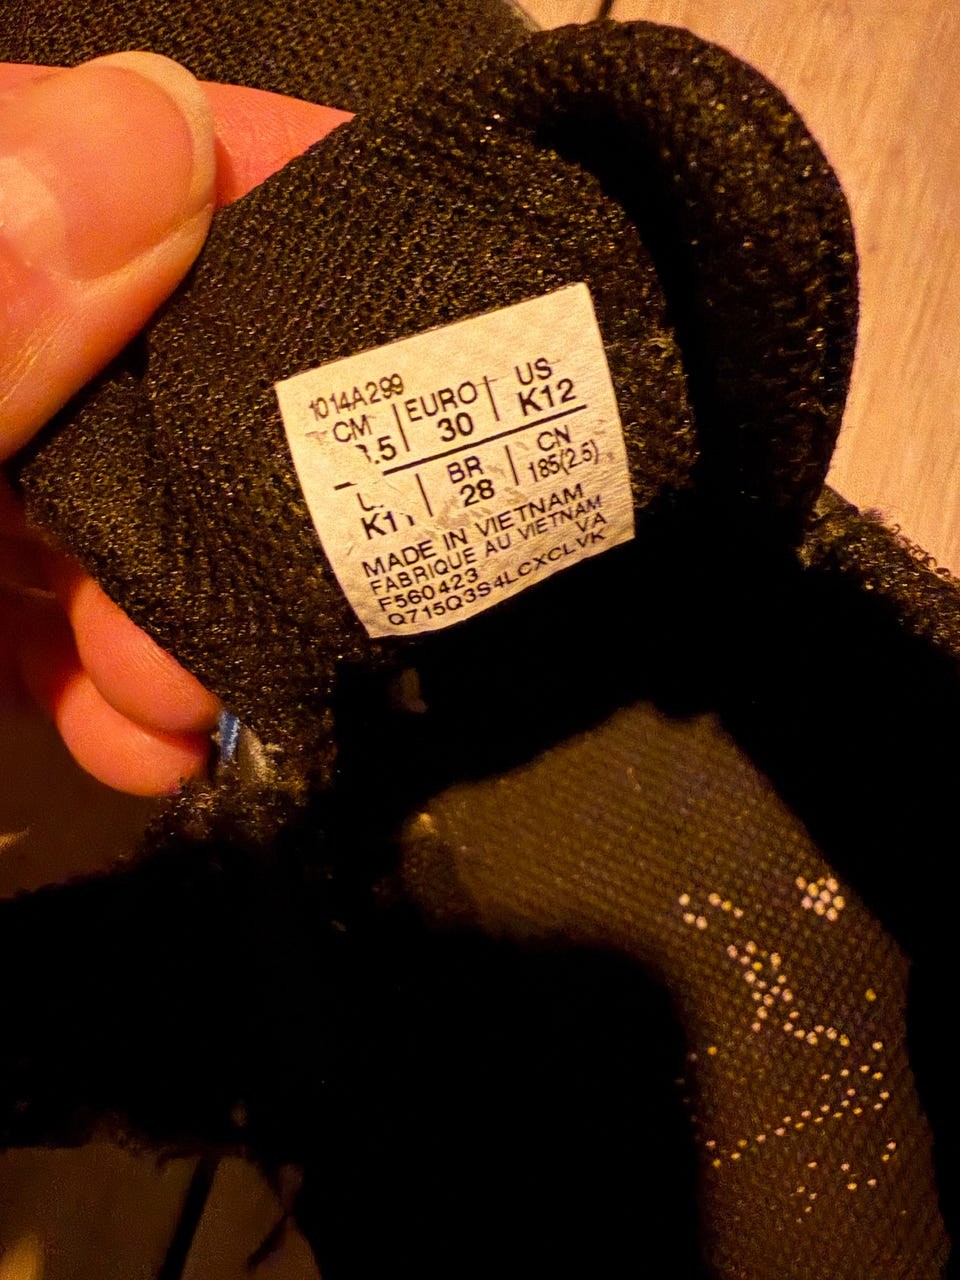 1014A299
CM EURO US
.5 30 K12
BR CN
28 185(2.5)
MADE IN VIETNAM
FABRIQUE AU VIETNAM
F560423 VA
Q715Q3S4LCXCLVK